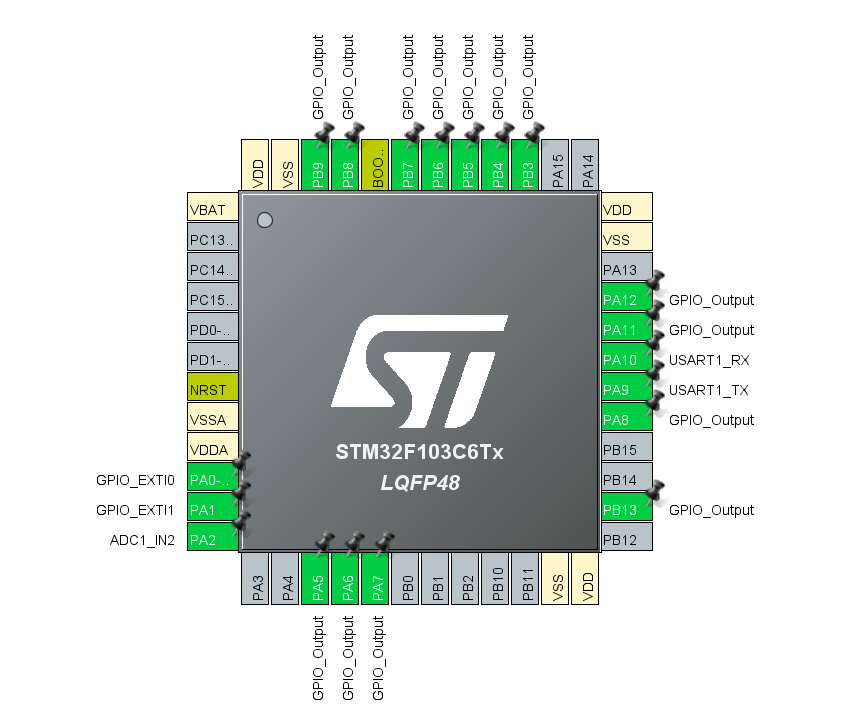 GPIO_Output
GPIO_Output
GPIO_Output
GPIO_Output
GPIO_Output
GPIO_Output
GPIO_Output
VDD
VSS
PB9
PB8
BOO..
PB7
PB6
PB5
PB4
PB3
PA15
PA14
VBAT
PC13..
PC14..
PC15..
PD0-..
PD1-..
NRST
VSSA
VDDA
GPIO_EXTI0 PA0-..
GPIO_EXTI1 PA1
ADC1_IN2 PA2
VDD
VSS
PA13
PA12 GPIO_Output
PA11 GPIO_Output
PA10 USART1_RX
PA9 USART1_TX
PA8 GPIO_Output
PB15
PB14
PB13 GPIO_Output
PB12
ST
STM32F103C6Tx
LQFP48
PA3
PA4
PA5
PA6
PA7
PB0
PB1
PB2
PB10
PB11
VSS
VDD
GPIO_Output
GPIO_Output
GPIO_Output